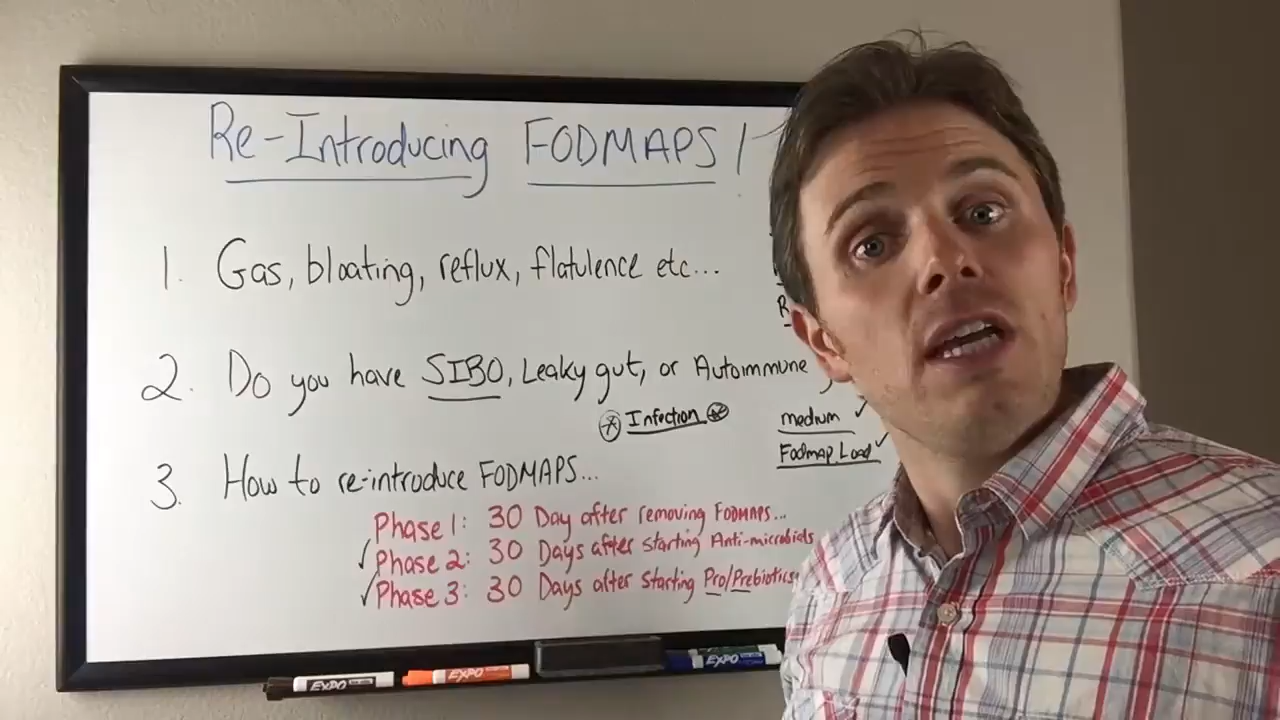 Re-Introducing FODMAPS!
1. Gas, bloating, reflux, flatulence etc...
R
2. Do you have SIBO, Leaky gut, or Autoimmune
Infection
medium ✓
Fodmap Load ✓
3. How to re-introduce FODMAPS...
Phase 1: 30 Day after removing FODMAPS...
✓ Phase 2: 30 Days after starting Anti-microbials
✓ Phase 3: 30 Days after starting Pro/Prebiotics
EXPO
EXPO
EXPO